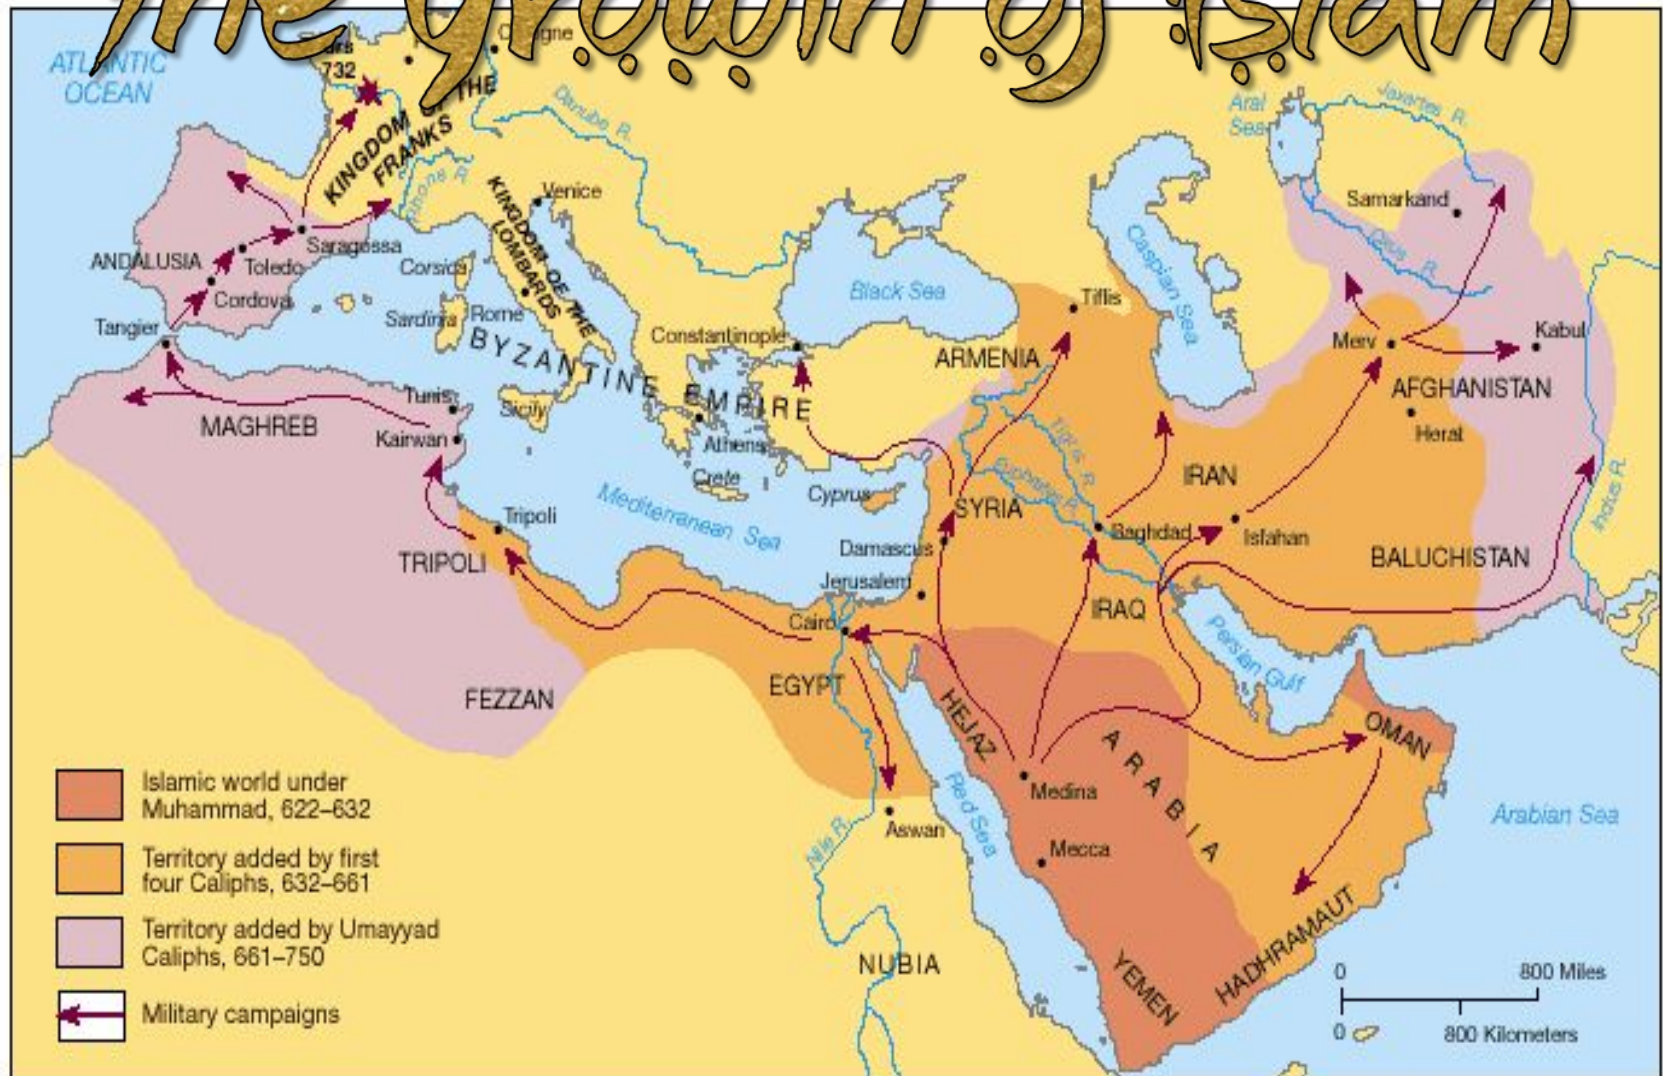 The Growth of Islam
ATLANTIC
OCEAN
732
KINGDOM OF THE
FRANKS
Rhone R.
Danube R.
Venice
KINGDOM OF THE
LOMBARDS
Aral
Sea
Jaxartes R.
Samarkand
Oxus R.
Caspian Sea
Black Sea
Tiflis
ANDALUSIA
Saragossa
Toledo
Cordova
Tangier
Corsica
Sardinia
Rome
BYZANTINE EMPIRE
Constantinople
ARMENIA
Merv
Kabul
AFGHANISTAN
Herat
MAGHREB
Tunis
Kairwan
Sicily
Athens
Crete
Cyprus
Mediterranean Sea
Tigris R.
Euphrates R.
SYRIA
IRAN
Baghdad
Isfahan
Indus R.
BALUCHISTAN
Tripoli
TRIPOLI
Damascus
Jerusalem
IRAQ
Cairo
Persian Gulf
FEZZAN
EGYPT
HEJAZ
ARABIA
OMAN
Medina
Red Sea
Arabian Sea
Aswan
Mecca
Nile R.
NUBIA
YEMEN
HADHRAMAUT
Islamic world under
Muhammad, 622–632
Territory added by first
four Caliphs, 632–661
Territory added by Umayyad
Caliphs, 661–750
Military campaigns
0 800 Miles
0 800 Kilometers